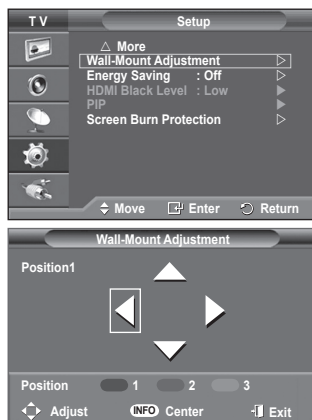 TV Setup
△ More
Wall-Mount Adjustment
Energy Saving : Off
HDMI Black Level : Low
PIP
Screen Burn Protection
Move Enter Return
Wall-Mount Adjustment
Position1
Position 1 2 3
Adjust INFO Center Exit